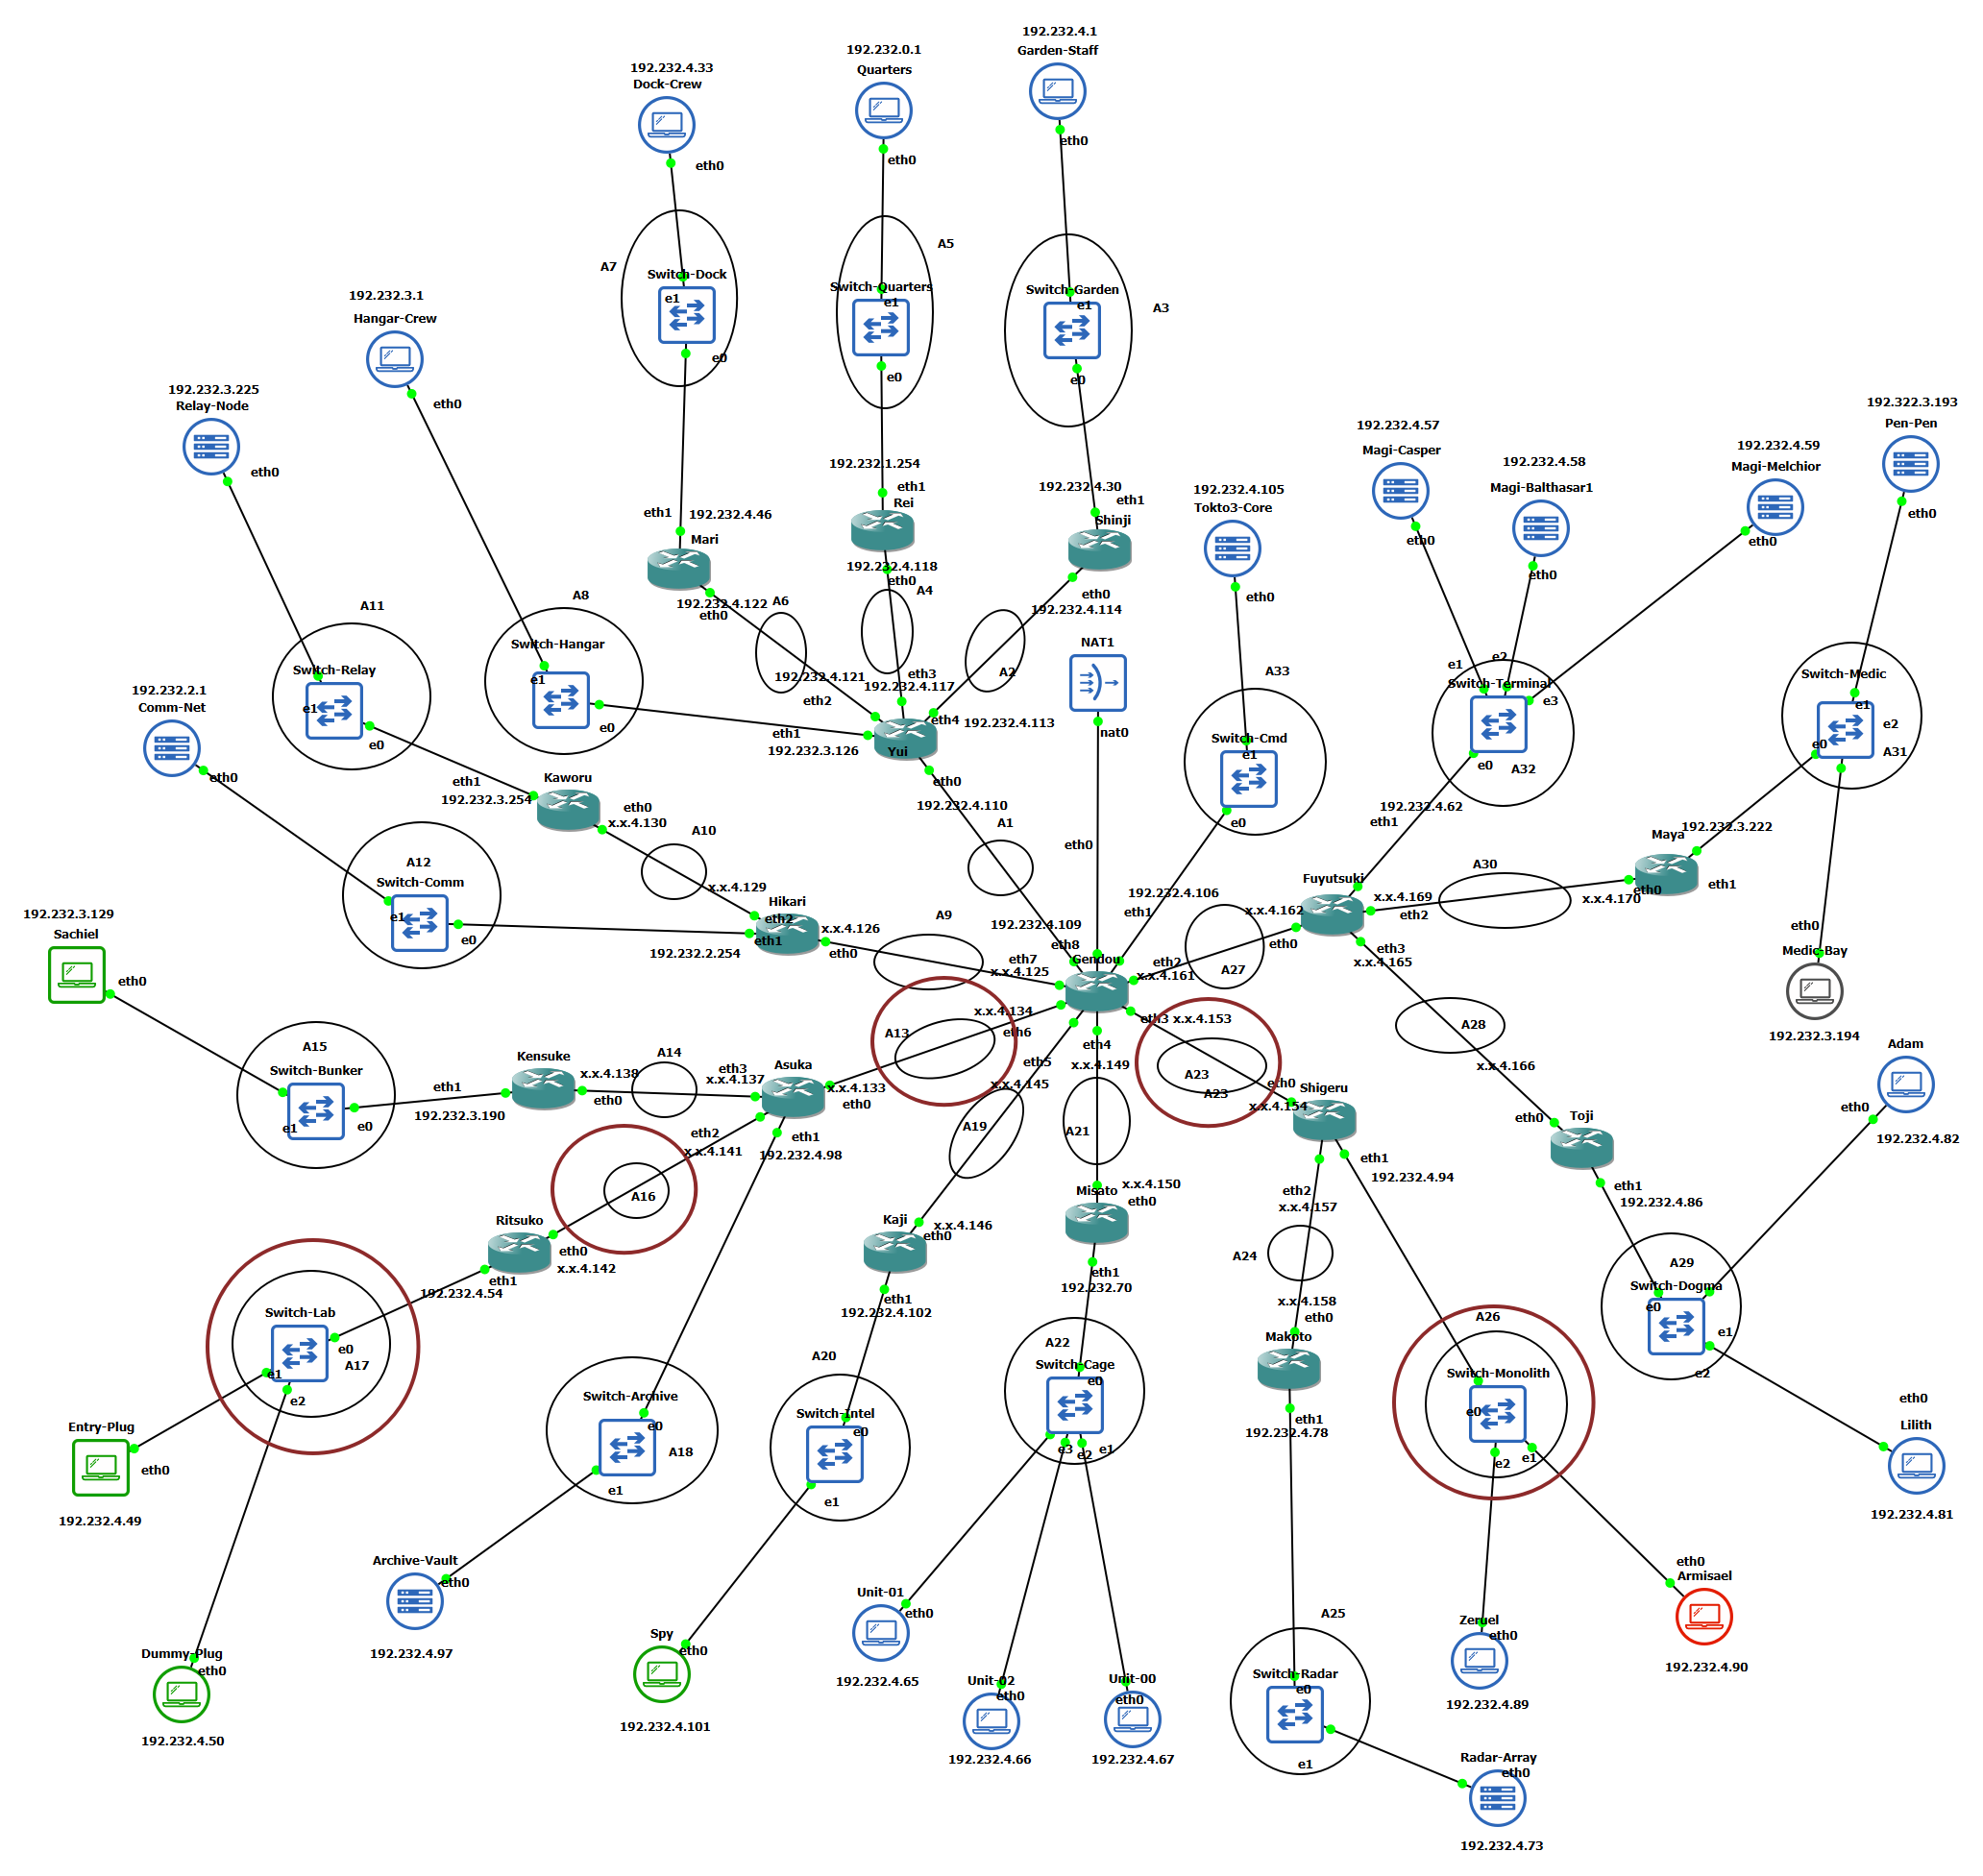 192.232.4.1
Garden-Staff
eth0
192.232.0.1
Quarters
eth0
192.232.4.33
Dock-Crew
eth0
A7
Switch-Dock
e1
e0
A5
Switch-Quarters
e1
e0
A3
Switch-Garden
e1
e0
192.232.3.1
Hangar-Crew
eth0
192.232.3.225
Relay-Node
eth0
192.232.2.1
Comm-Net
eth0
A11
Switch-Relay
e1
e0
A8
Switch-Hangar
e1
e0
eth1
192.232.4.46
Mari
192.232.4.122
eth0
A6
192.232.1.254
eth1
Rei
192.232.4.118
eth0
A4
192.232.4.30
eth1
Shinji
eth0
192.232.4.114
A2
192.232.4.121
eth2
eth3
192.232.4.117
eth4
192.232.4.113
eth1
192.232.3.126
Yui
eth0
192.232.4.110
A1
NAT1
nat0
eth0
192.232.4.105
Tokto3-Core
eth0
A33
Switch-Cmd
e1
e0
192.232.4.57
Magi-Casper
eth0
192.232.4.58
Magi-Balthasar1
eth0
192.232.4.59
Magi-Melchior
eth0
192.322.3.193
Pen-Pen
eth0
e1
e2
Switch-Terminal
e3
e0
A32
192.232.4.62
eth1
Switch-Medic
e1
e2
e0
A31
192.232.3.222
Maya
eth0
eth1
x.x.4.170
A30
Fuyutsuki
x.x.4.169
eth2
x.x.4.162
eth0
eth3
x.x.4.165
eth0
Medic-Bay
192.232.3.194
eth1
192.232.3.254
Kaworu
eth0
x.x.4.130
A10
x.x.4.129
Hikari
eth2
eth1
x.x.4.126
eth0
192.232.2.254
A12
Switch-Comm
e1
e0
A9
192.232.4.106
eth1
192.232.4.109
eth8
Gendou
eth7
x.x.4.125
eth2
x.x.4.161
A27
192.232.3.129
Sachiel
eth0
A15
Switch-Bunker
e1
e0
Kensuke
eth1
192.232.3.190
x.x.4.138
eth0
A14
eth3
x.x.4.137
Asuka
x.x.4.133
eth0
A13
x.x.4.134
eth6
eth5
x.x.4.145
eth4
x.x.4.149
eth3 x.x.4.153
A23
A23
eth0
Shigeru
x.x.4.154
A28
x.x.4.166
eth0
Toji
eth1
192.232.4.86
Adam
eth0
192.232.4.82
eth2
x.x.4.141
eth1
192.232.4.98
A16
Ritsuko
eth0
x.x.4.142
eth1
192.232.4.54
A19
Kaji
x.x.4.146
eth0
eth1
192.232.4.102
A21
Misato
x.x.4.150
eth0
eth1
192.232.70
eth1
192.232.4.94
eth2
x.x.4.157
A24
x.x.4.158
eth0
Makoto
eth1
192.232.4.78
A29
Switch-Dogma
e0
e1
e2
eth0
Lilith
192.232.4.81
Switch-Lab
e0
A17
e1
e2
Entry-Plug
eth0
192.232.4.49
Dummy-Plug
eth0
192.232.4.50
Switch-Archive
e0
A18
e1
Archive-Vault
eth0
192.232.4.97
A20
Switch-Intel
e0
e1
Spy
eth0
192.232.4.101
A22
Switch-Cage
e0
e3
e2
e1
Unit-01
eth0
192.232.4.65
Unit-02
eth0
192.232.4.66
Unit-00
eth0
192.232.4.67
A26
Switch-Monolith
e0
e2
e1
eth0
Armisael
192.232.4.90
Zeruel
eth0
192.232.4.89
A25
Switch-Radar
e0
e1
Radar-Array
eth0
192.232.4.73